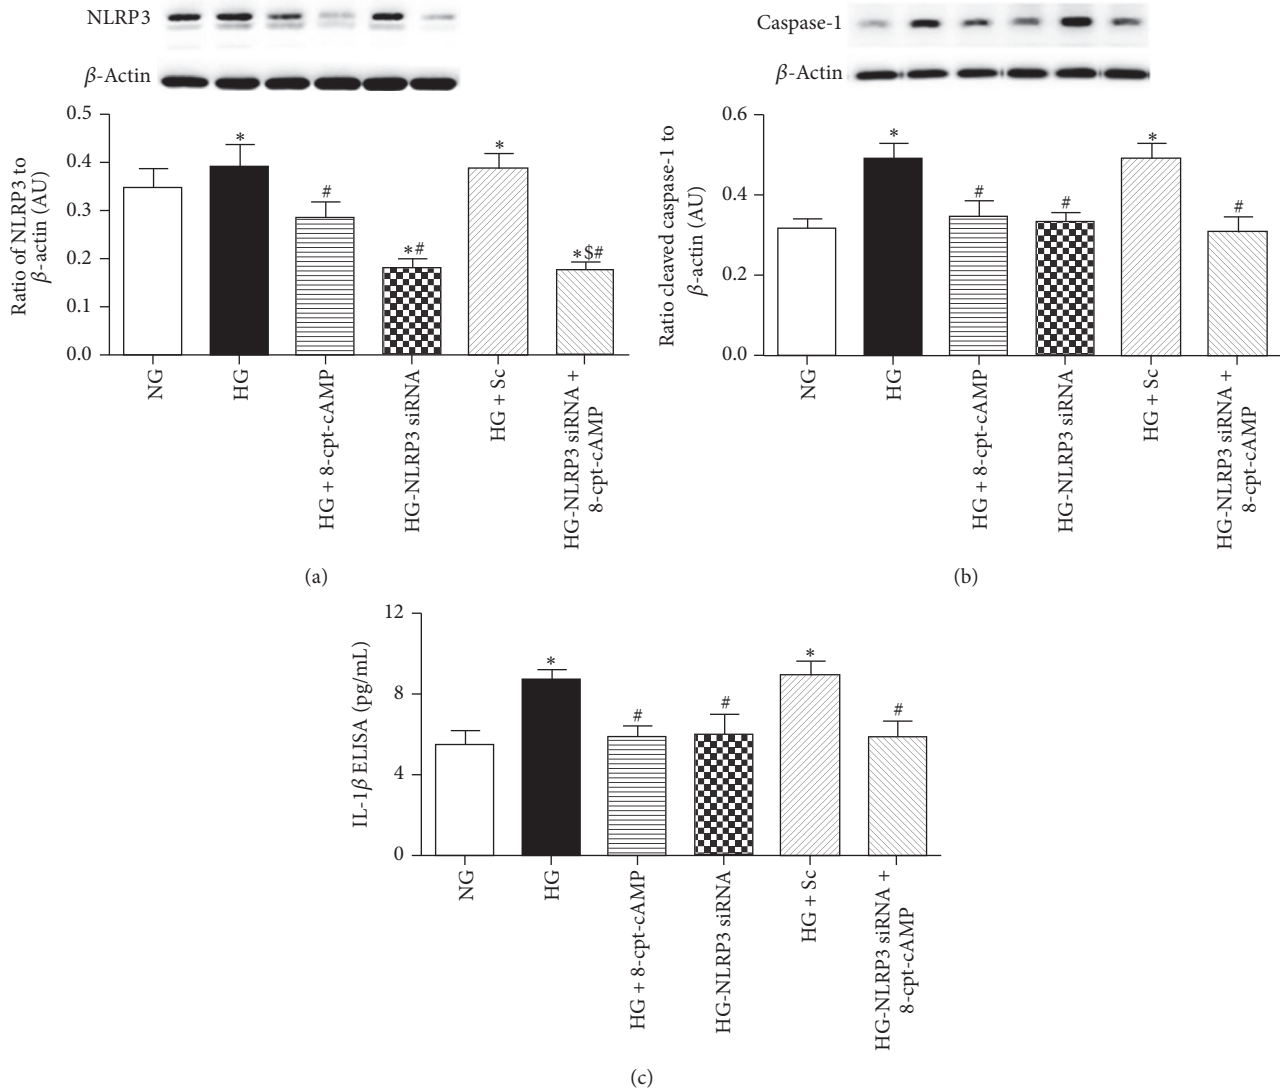 NLRP3
β-Actin
Ratio of NLRP3 to
β-actin (AU)
0.5
0.4
0.3
0.2
0.1
0.0
*
#
*#
*
*$#
NG
HG
HG + 8-cpt-cAMP
HG-NLRP3 siRNA
HG + Sc
HG-NLRP3 siRNA +
8-cpt-cAMP
(a)
Caspase-1
β-Actin
Ratio cleaved caspase-1 to
β-actin (AU)
0.6
0.4
0.2
0.0
*
#
#
*
#
NG
HG
HG + 8-cpt-cAMP
HG-NLRP3 siRNA
HG + Sc
HG-NLRP3 siRNA +
8-cpt-cAMP
(b)
IL-1β ELISA (pg/mL)
12
8
4
0
*
#
#
*
#
NG
HG
HG + 8-cpt-cAMP
HG-NLRP3 siRNA
HG + Sc
HG-NLRP3 siRNA +
8-cpt-cAMP
(c)